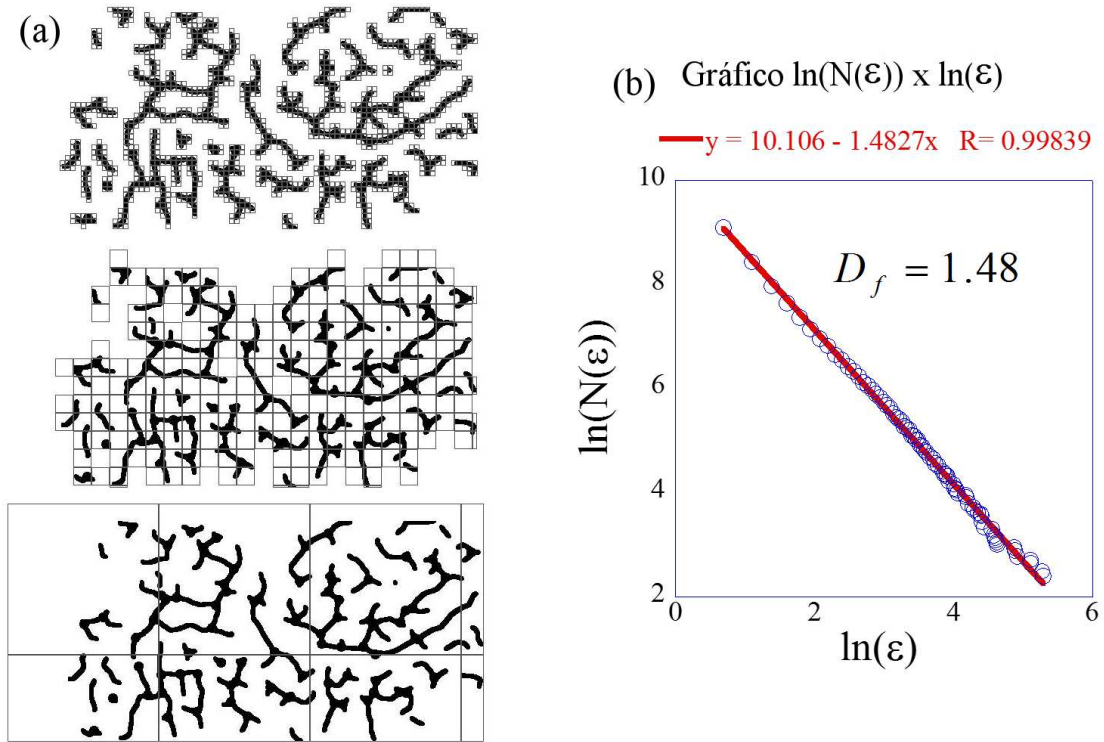 (a)
(b) Gráfico ln(N(ε)) x ln(ε)
y = 10.106 - 1.4827x R= 0.99839
10
8
6
4
2
0
2
4
6
ln(N(ε))
ln(ε)
D_f = 1.48